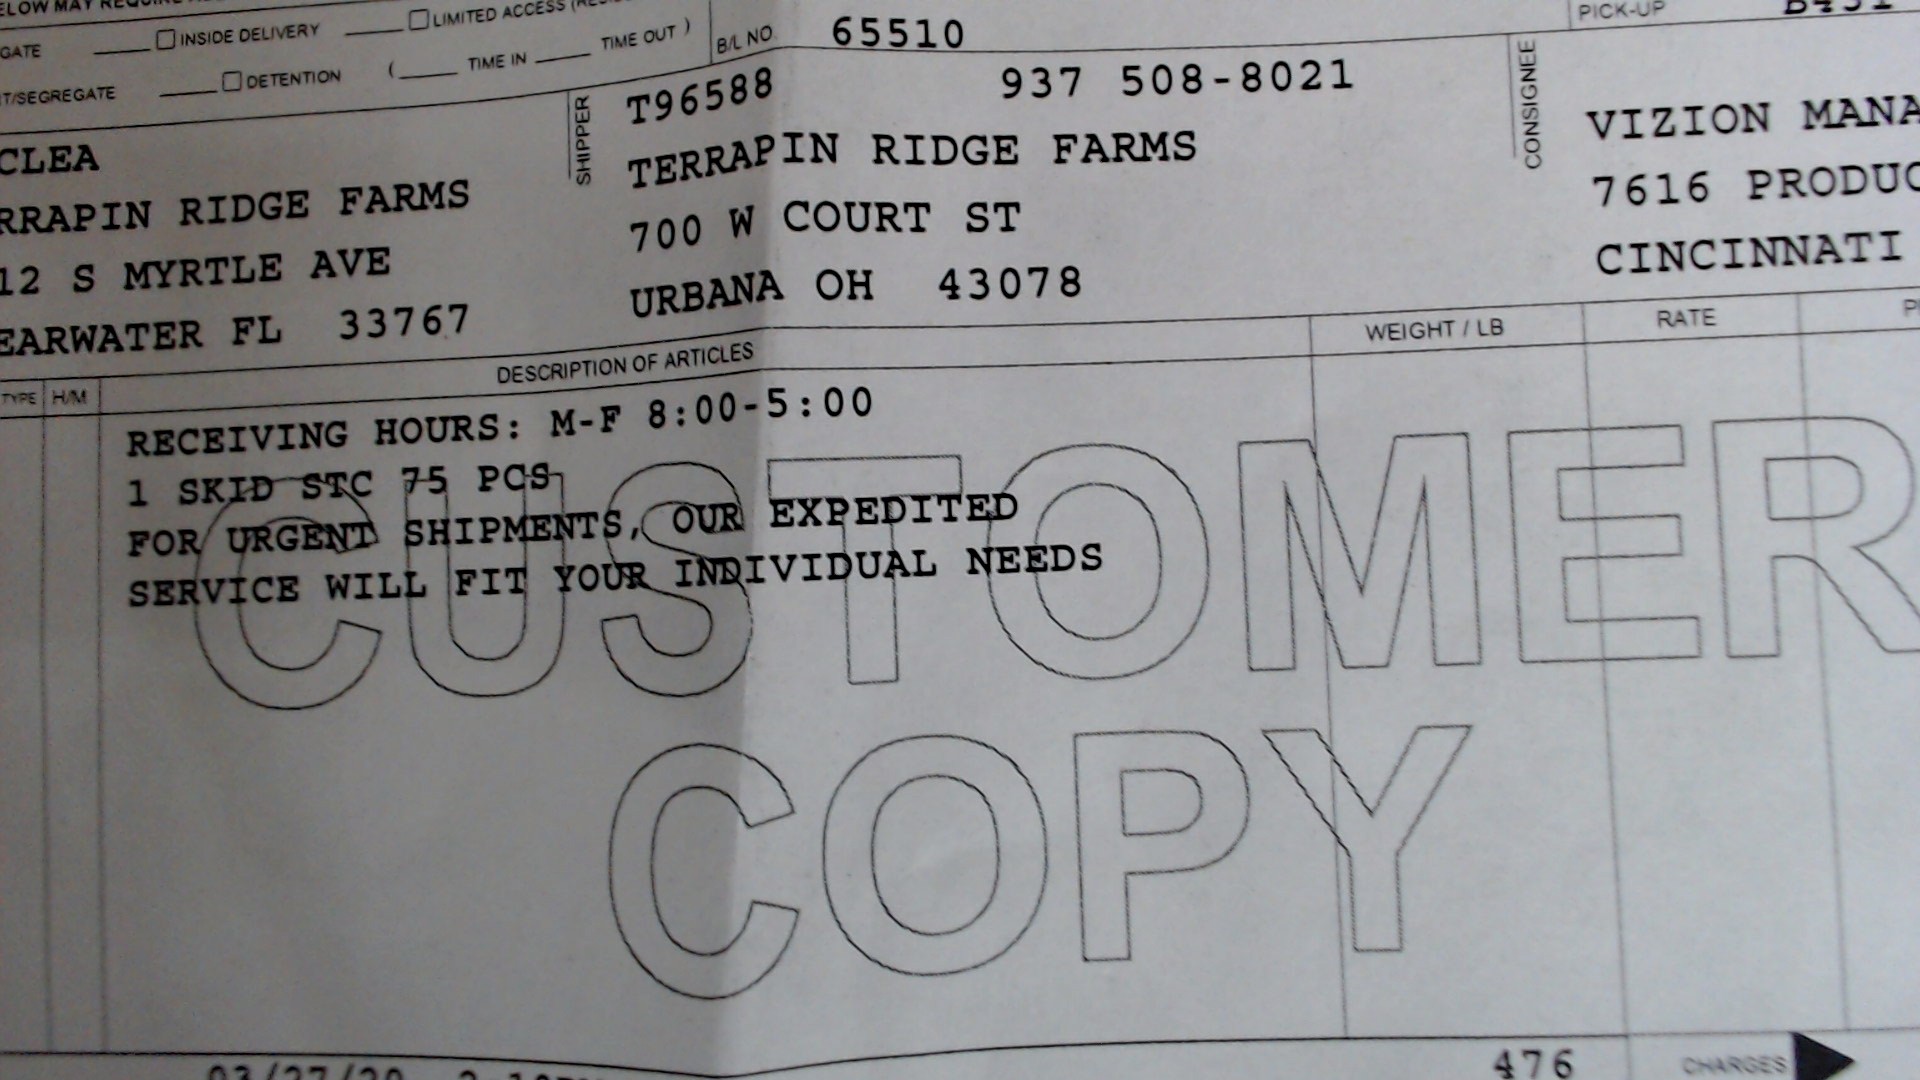 INSIDE DELIVERY LIMITED ACCESS
GATE
DETENTION ( TIME IN TIME OUT )
T/SEGREGATE
B/L NO. 65510
PICK-UP
SHIPPER
T96588 937 508-8021
TERRAPIN RIDGE FARMS
700 W COURT ST
URBANA OH 43078
CLEA
RRAPIN RIDGE FARMS
12 S MYRTLE AVE
EARWATER FL 33767
CONSIGNEE
VIZION MANA
7616 PRODUC
CINCINNATI
TYPE H/M DESCRIPTION OF ARTICLES WEIGHT / LB RATE
RECEIVING HOURS: M-F 8:00-5:00
1 SKID STC 75 PCS
FOR URGENT SHIPMENTS, OUR EXPEDITED
SERVICE WILL FIT YOUR INDIVIDUAL NEEDS
CUSTOMER
COPY
476 CHARGES